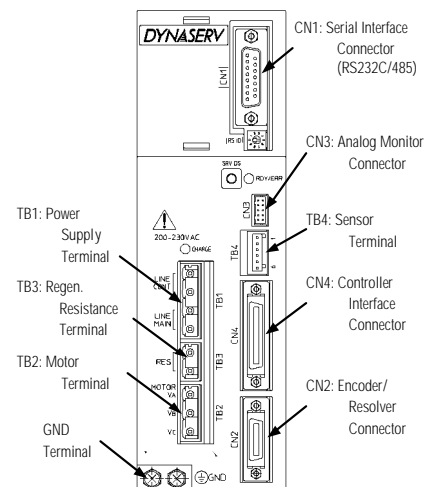 DYNASERV
CN1: Serial Interface
Connector
(RS232C/485)
CN1
RS ID
CN3: Analog Monitor
Connector
SRV DS
RDY/ERR
CN3
TB4: Sensor
Terminal
TB4
1
6
TB1: Power
Supply
Terminal
200-230VAC
CHARGE
LINE
CONT
LINE
MAIN
TB1
TB3: Regen.
Resistance
Terminal
RES
TB3
CN4: Controller
Interface
Connector
CN4
TB2: Motor
Terminal
MOTOR
VA
VB
VC
TB2
CN2: Encoder/
Resolver
Connector
CN2
GND
Terminal
GND